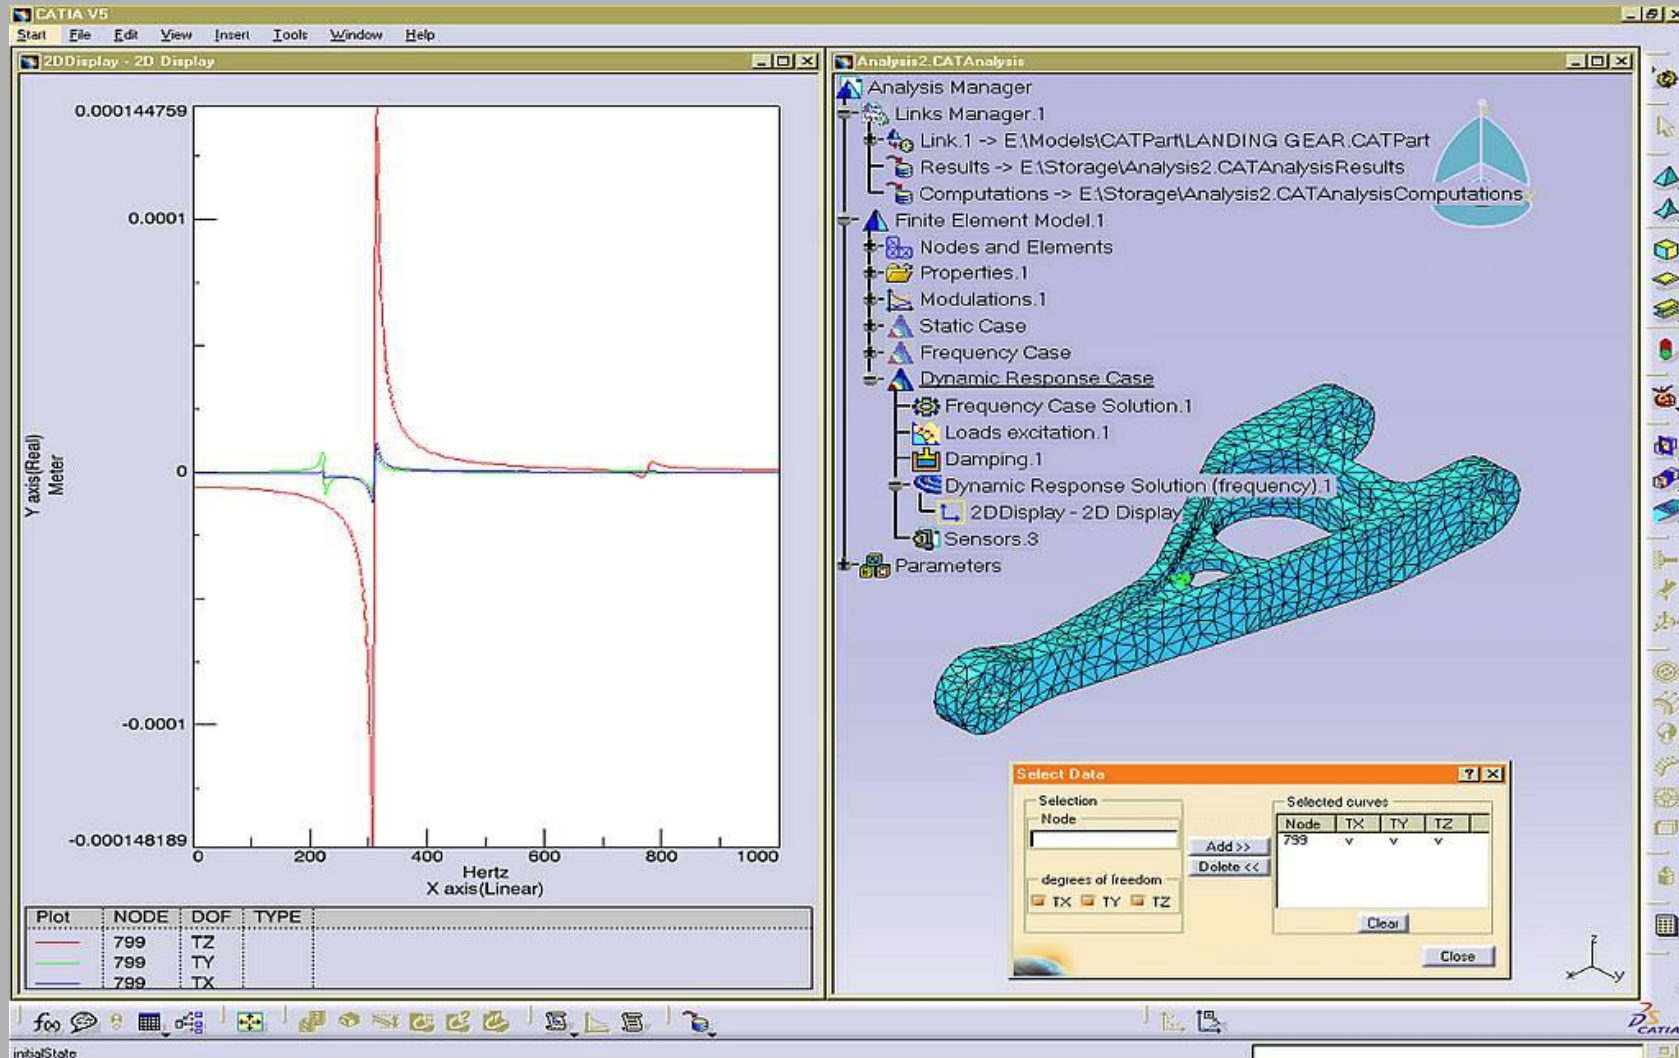 CATIA V5
Start File Edit View Insert Tools Window Help
2DDisplay - 2D Display
0.000144759
0.0001
0
-0.0001
-0.000148189
Y axis(Real)
Meter
0 200 400 600 800 1000
Hertz
X axis(Linear)
Plot NODE DOF TYPE
799 TZ
799 TY
799 TX
Analysis2.CATAnalysis
Analysis Manager
Links Manager.1
Link.1 -> E:\Models\CATPart\LANDING GEAR.CATPart
Results -> E:\Storage\Analysis2.CATAnalysisResults
Computations -> E:\Storage\Analysis2.CATAnalysisComputations
Finite Element Model.1
Nodes and Elements
Properties.1
Modulations.1
Static Case
Frequency Case
Dynamic Response Case
Frequency Case Solution.1
Loads excitation.1
Damping.1
Dynamic Response Solution (frequency).1
2DDisplay - 2D Display
Sensors.3
Parameters
Select Data
Selection
Node
degrees of freedom
TX TY TZ
Add >>
Delete <<
Selected curves
Node TX TY TZ
799 v v v
Clear
Close
z
x y
f(x)
DS
CATIA
initialState